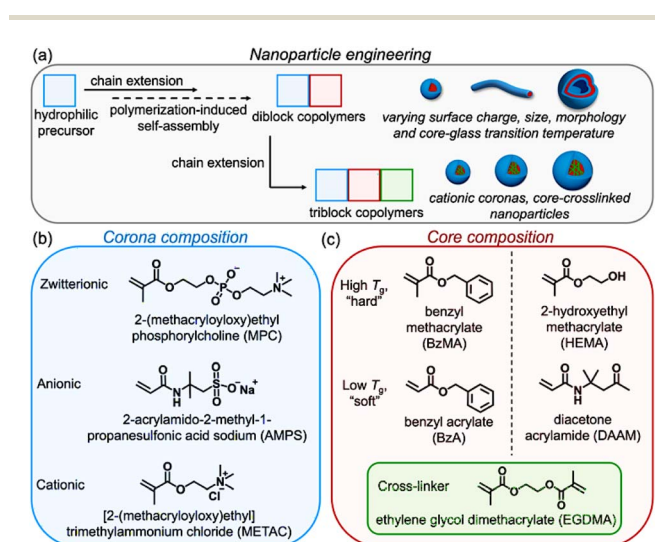 (a) Nanoparticle engineering
chain extension
hydrophilic
precursor
polymerization-induced
self-assembly
diblock copolymers
varying surface charge, size, morphology
and core-glass transition temperature
chain extension
triblock copolymers
cationic coronas, core-crosslinked
nanoparticles
(b) Corona composition
Zwitterionic
O
O
O
O⁻
P
O
O
N⁺
2-(methacryloyloxy)ethyl
phosphorylcholine (MPC)
Anionic
O
N
H
O
S
O
O⁻Na⁺
2-acrylamido-2-methyl-1-
propanesulfonic acid sodium (AMPS)
Cationic
O
O
N⁺
Cl⁻
[2-(methacryloyloxy)ethyl]
trimethylammonium chloride (METAC)
(c) Core composition
High Tg,
"hard"
O
O
benzyl
methacrylate
(BzMA)
O
O
OH
2-hydroxyethyl
methacrylate
(HEMA)
Low Tg,
"soft"
O
O
benzyl acrylate
(BzA)
O
N
H
O
diacetone
acrylamide (DAAM)
Cross-linker
O
O
O
O
ethylene glycol dimethacrylate (EGDMA)